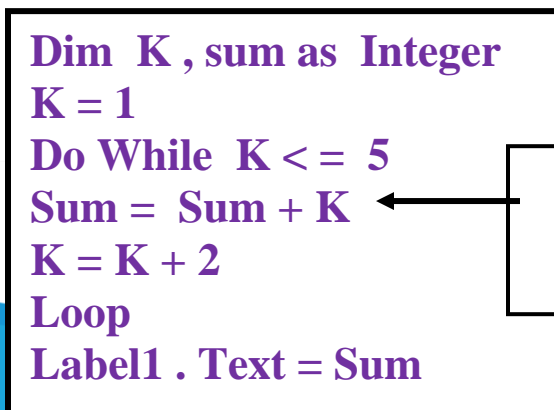 Dim K , sum as Integer
K = 1
Do While K < = 5
Sum = Sum + K
K = K + 2
Loop
Label1 . Text = Sum